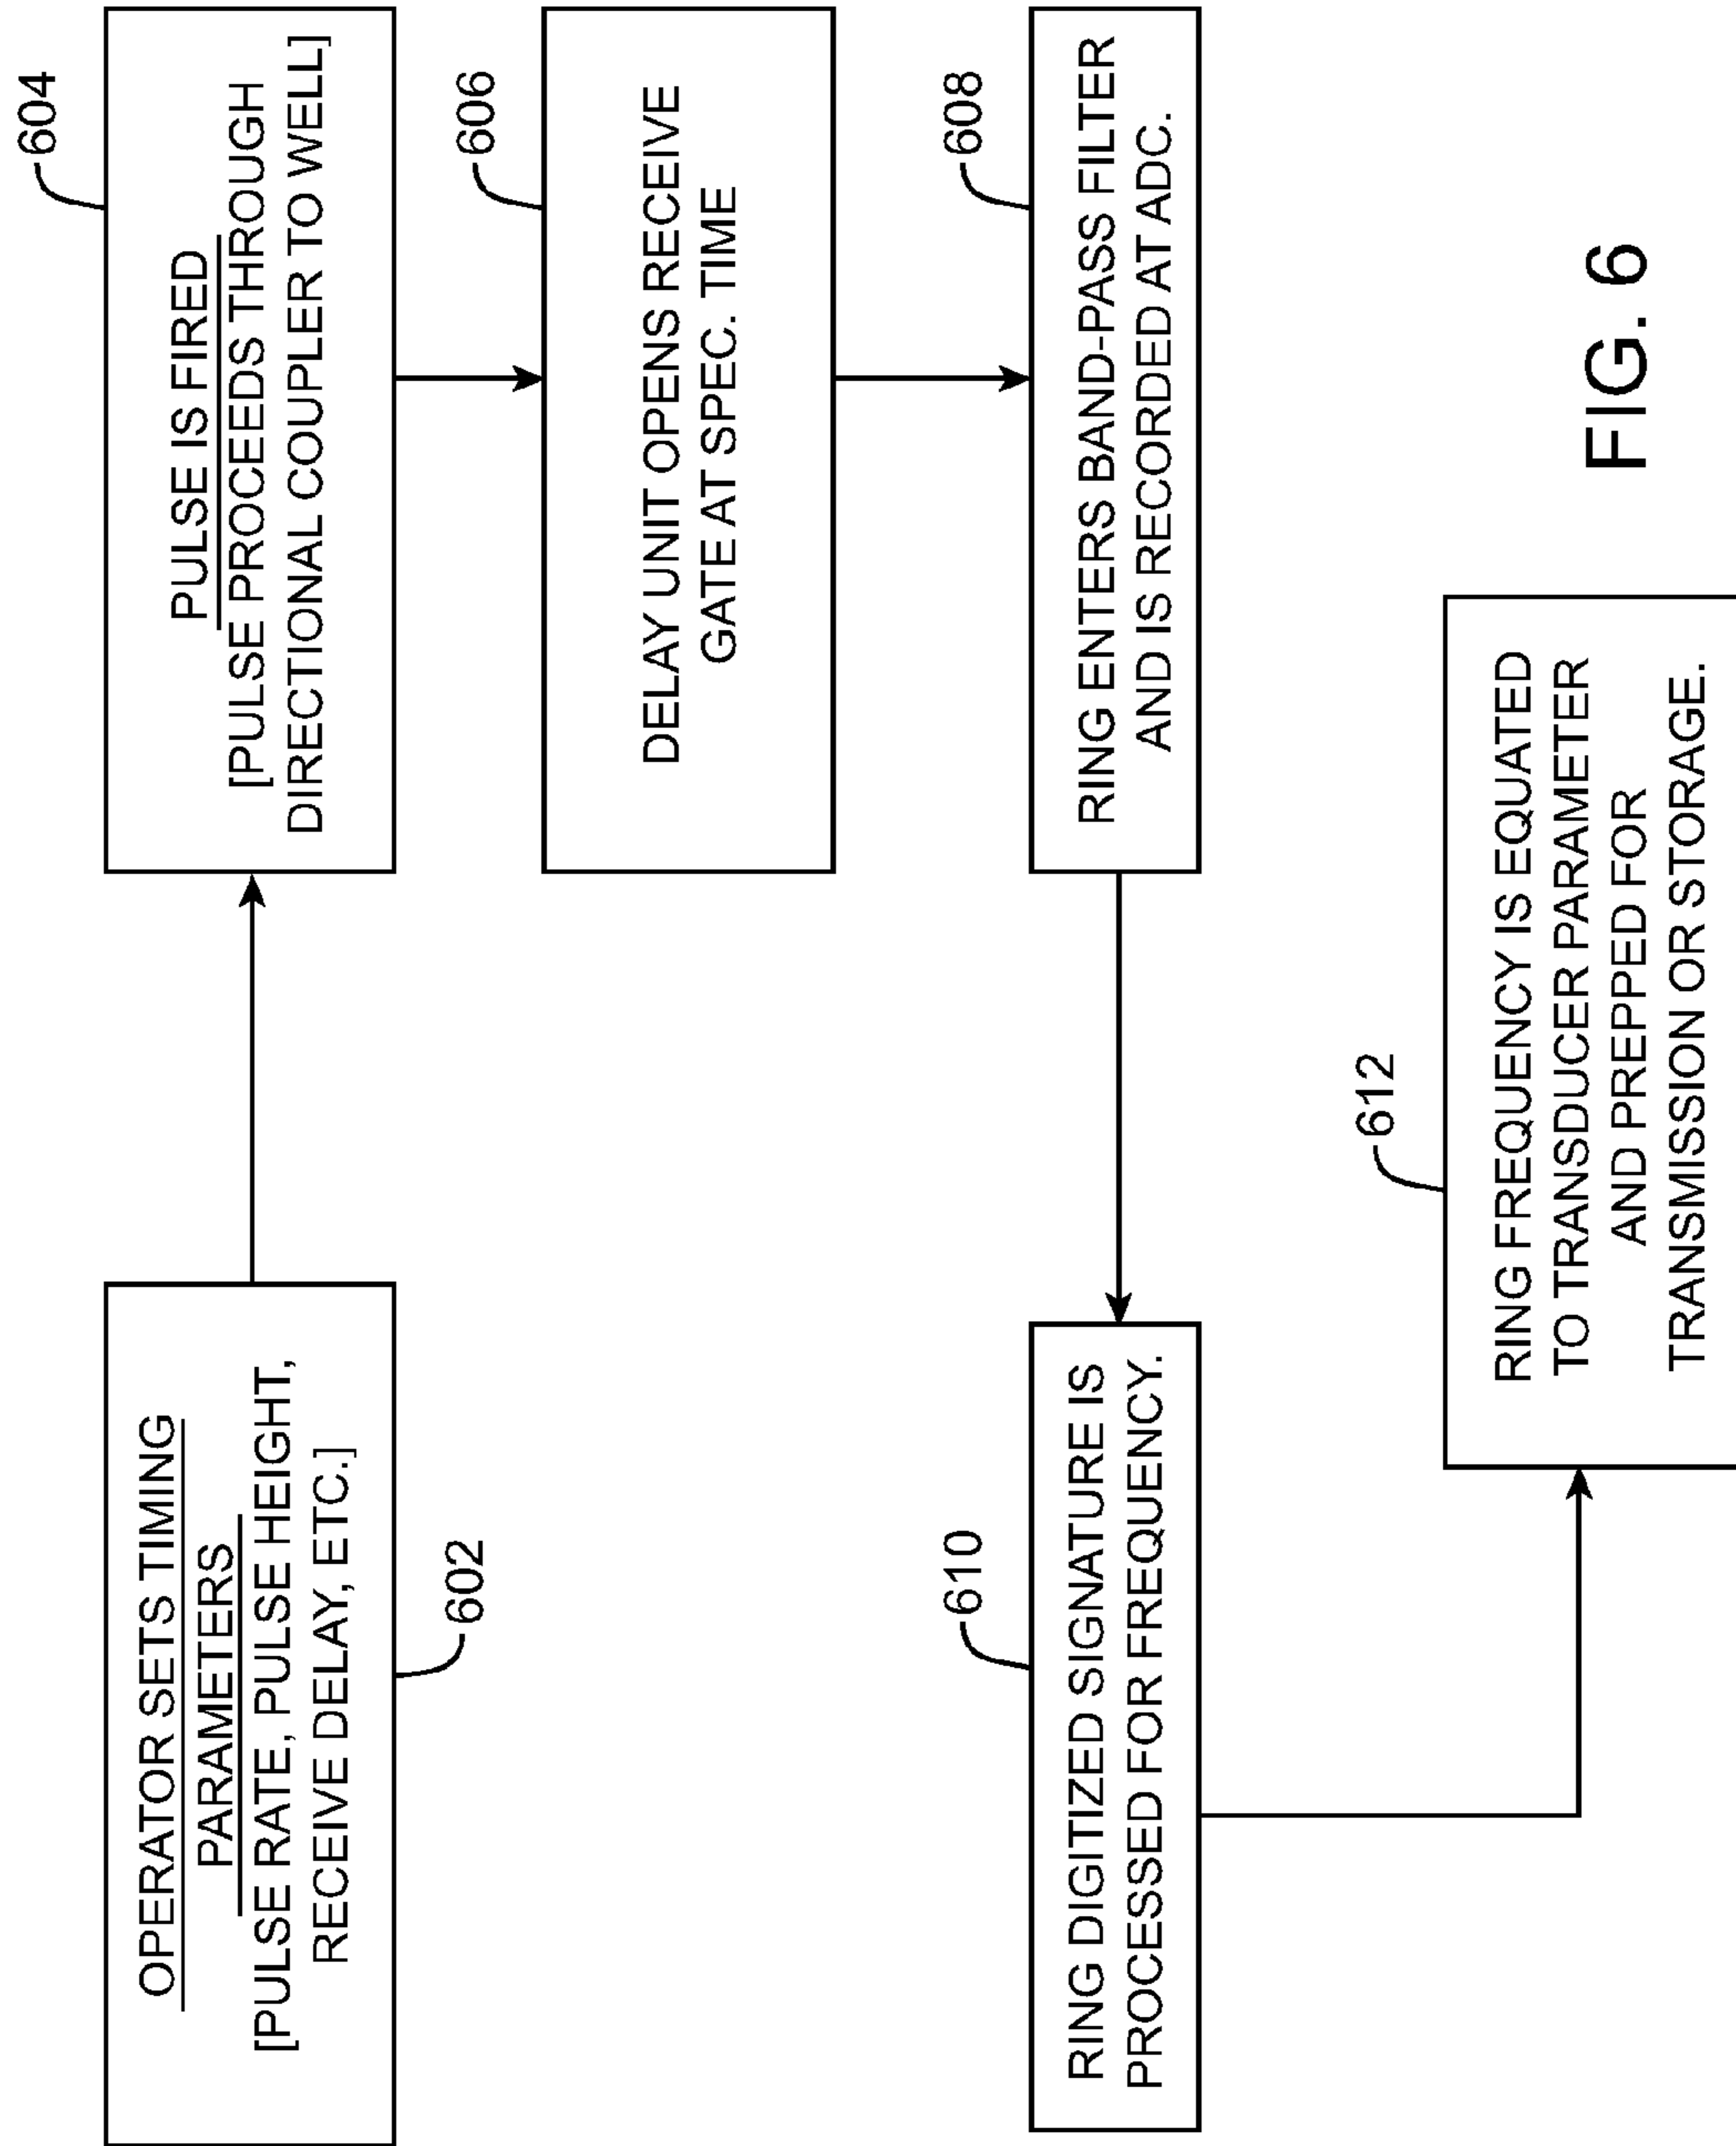 OPERATOR SETS TIMING
PARAMETERS
[PULSE RATE, PULSE HEIGHT,
RECEIVE DELAY, ETC.]
602
604
PULSE IS FIRED
[PULSE PROCEEDS THROUGH
DIRECTIONAL COUPLER TO WELL]
606
DELAY UNIT OPENS RECEIVE
GATE AT SPEC. TIME
608
RING ENTERS BAND-PASS FILTER
AND IS RECORDED AT ADC.
610
RING DIGITIZED SIGNATURE IS
PROCESSED FOR FREQUENCY.
612
RING FREQUENCY IS EQUATED
TO TRANSDUCER PARAMETER
AND PREPPED FOR
TRANSMISSION OR STORAGE.
FIG. 6